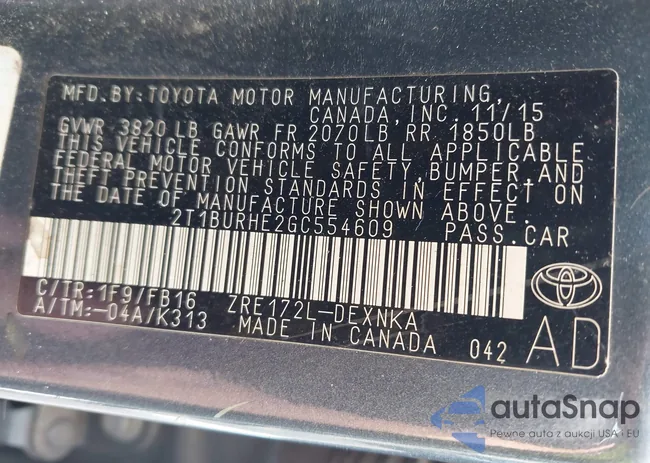 MFD.BY:TOYOTA MOTOR MANUFACTURING,
CANADA,INC. 11/15
GVWR 3820LB GAWR FR 2070LB RR 1850LB
THIS VEHICLE CONFORMS TO ALL APPLICABLE
FEDERAL MOTOR VEHICLE SAFETY,BUMPER,AND
THEFT PREVENTION STANDARDS IN EFFECT ON
THE DATE OF MANUFACTURE SHOWN ABOVE.
2T1BURHE2GC554609 PASS.CAR
C/TR:1F9/FB16 ZRE172L-DEXNKA
A/TM:-04A/K313 MADE IN CANADA 042 AD
autaSnap
Pewne auta z aukcji USA i EU